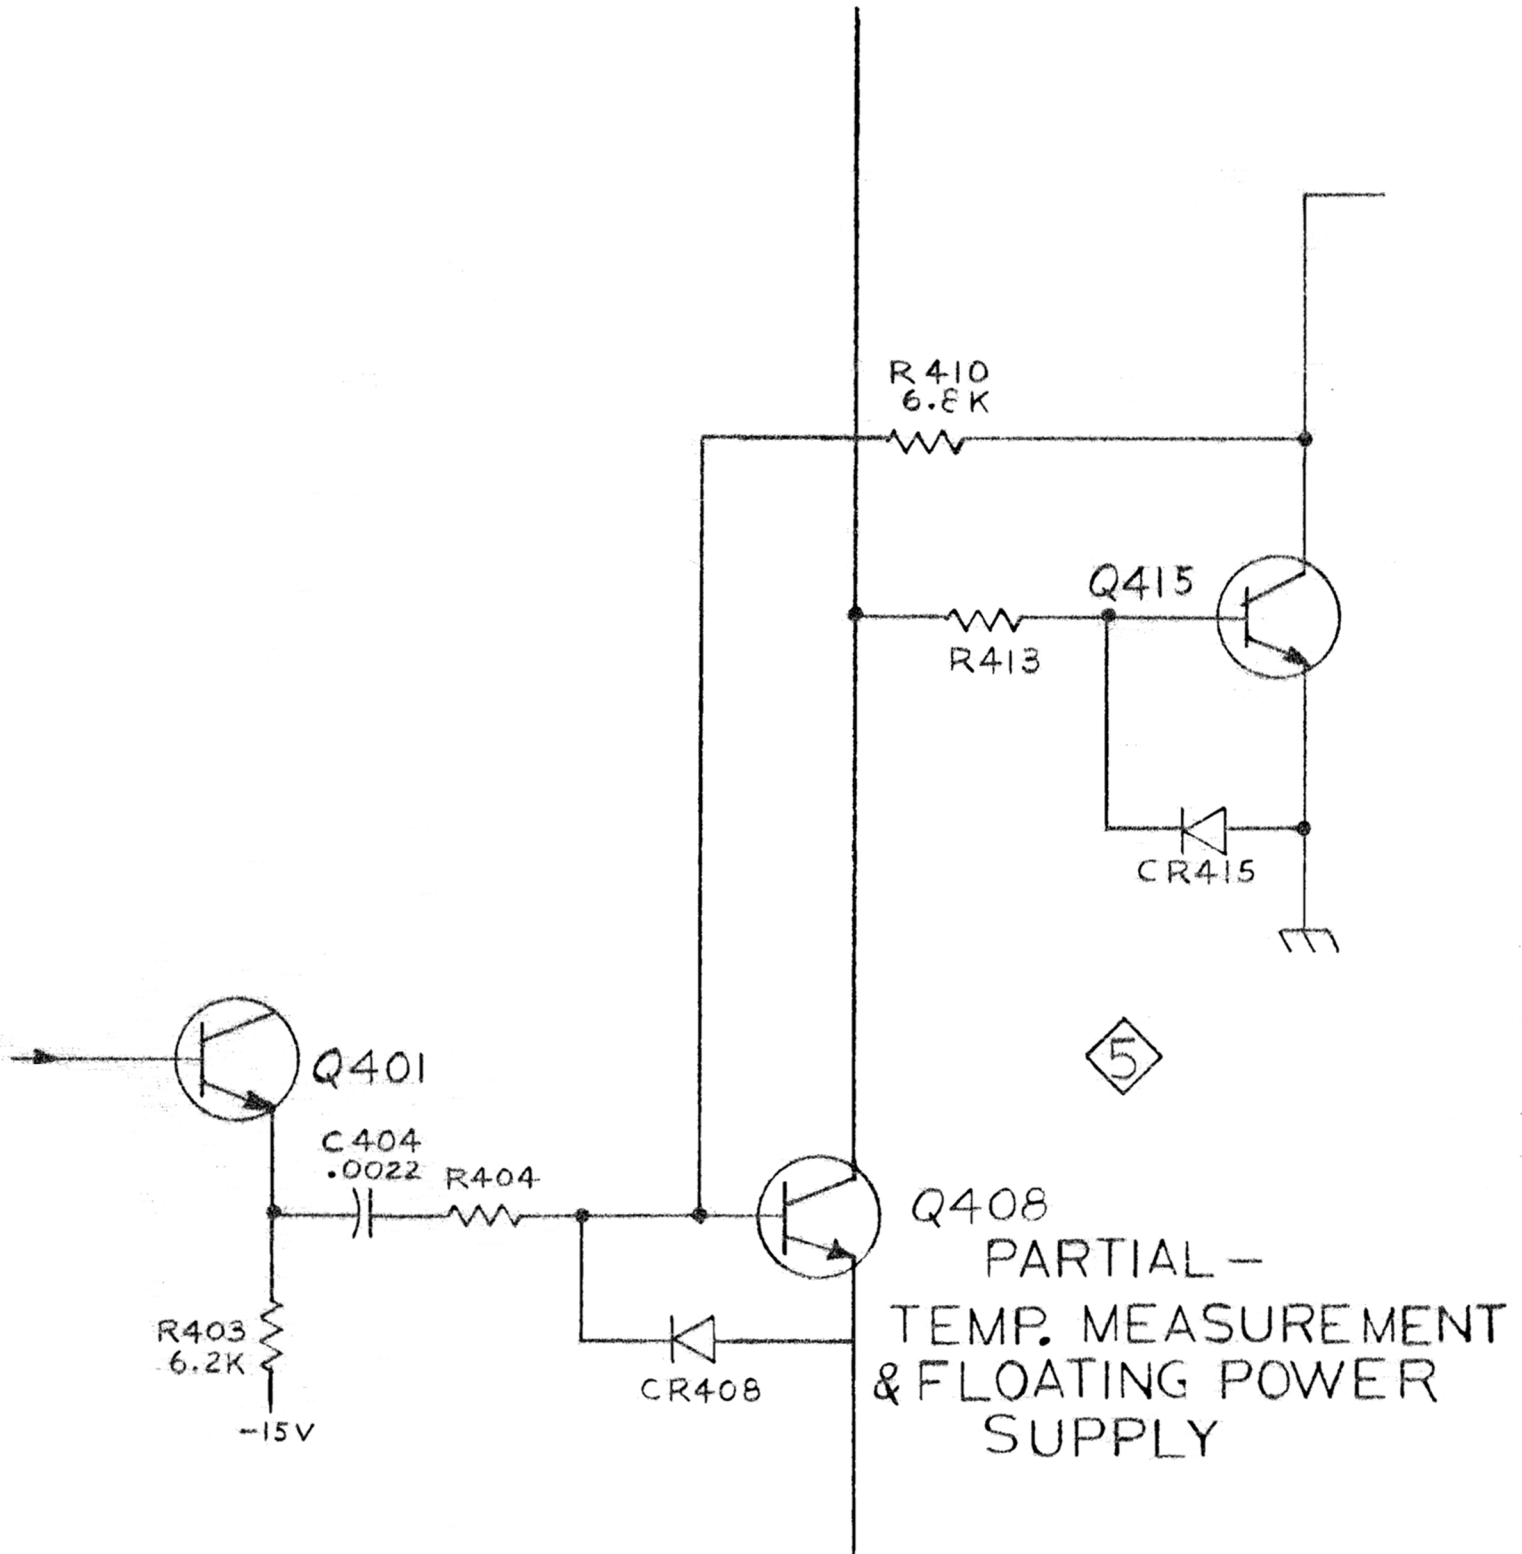 R410
6.8K
Q415
R413
CR415
5
Q401
C404
.0022
R404
Q408
R403
6.2K
-15V
CR408
PARTIAL-
TEMP. MEASUREMENT
& FLOATING POWER
SUPPLY